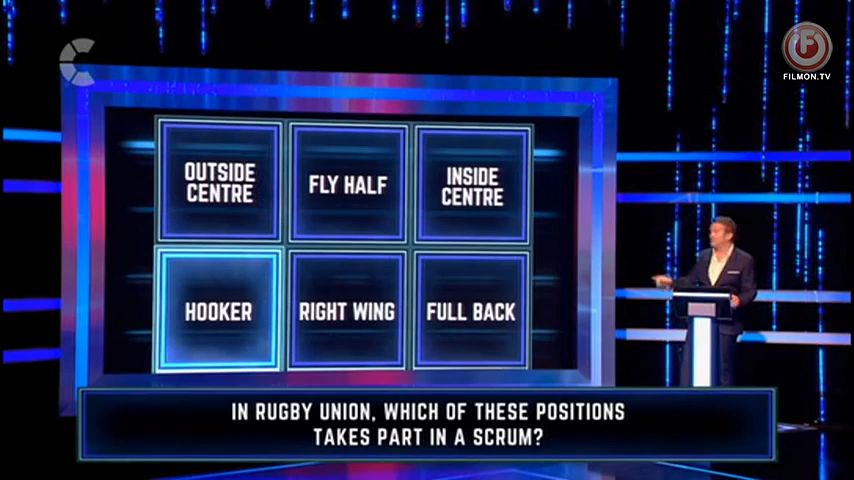 FILMON.TV
OUTSIDE
CENTRE
FLY HALF
INSIDE
CENTRE
HOOKER
RIGHT WING
FULL BACK
IN RUGBY UNION, WHICH OF THESE POSITIONS
TAKES PART IN A SCRUM?